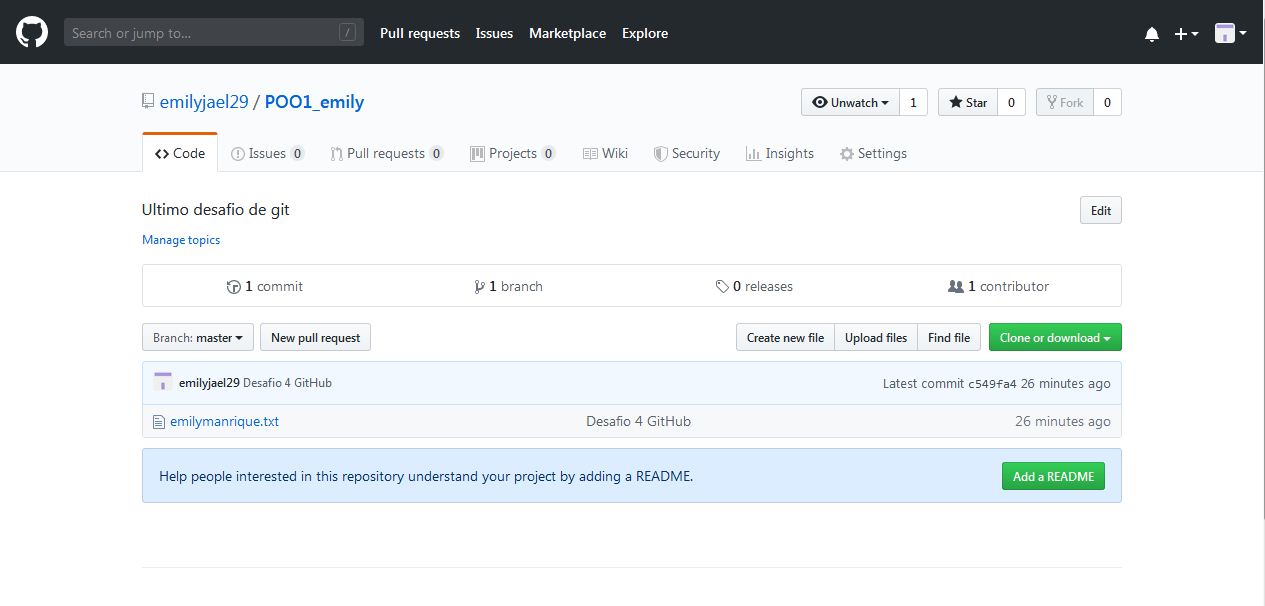 Search or jump to... /
Pull requests Issues Marketplace Explore
emilyjael29 / POO1_emily
Unwatch 1 Star 0 Fork 0
Code Issues 0 Pull requests 0 Projects 0 Wiki Security Insights Settings
Ultimo desafio de git
Edit
Manage topics
1 commit 1 branch 0 releases 1 contributor
Branch: master New pull request Create new file Upload files Find file Clone or download
emilyjael29 Desafio 4 GitHub Latest commit c549fa4 26 minutes ago
emilymanrique.txt Desafio 4 GitHub 26 minutes ago
Help people interested in this repository understand your project by adding a README. Add a README